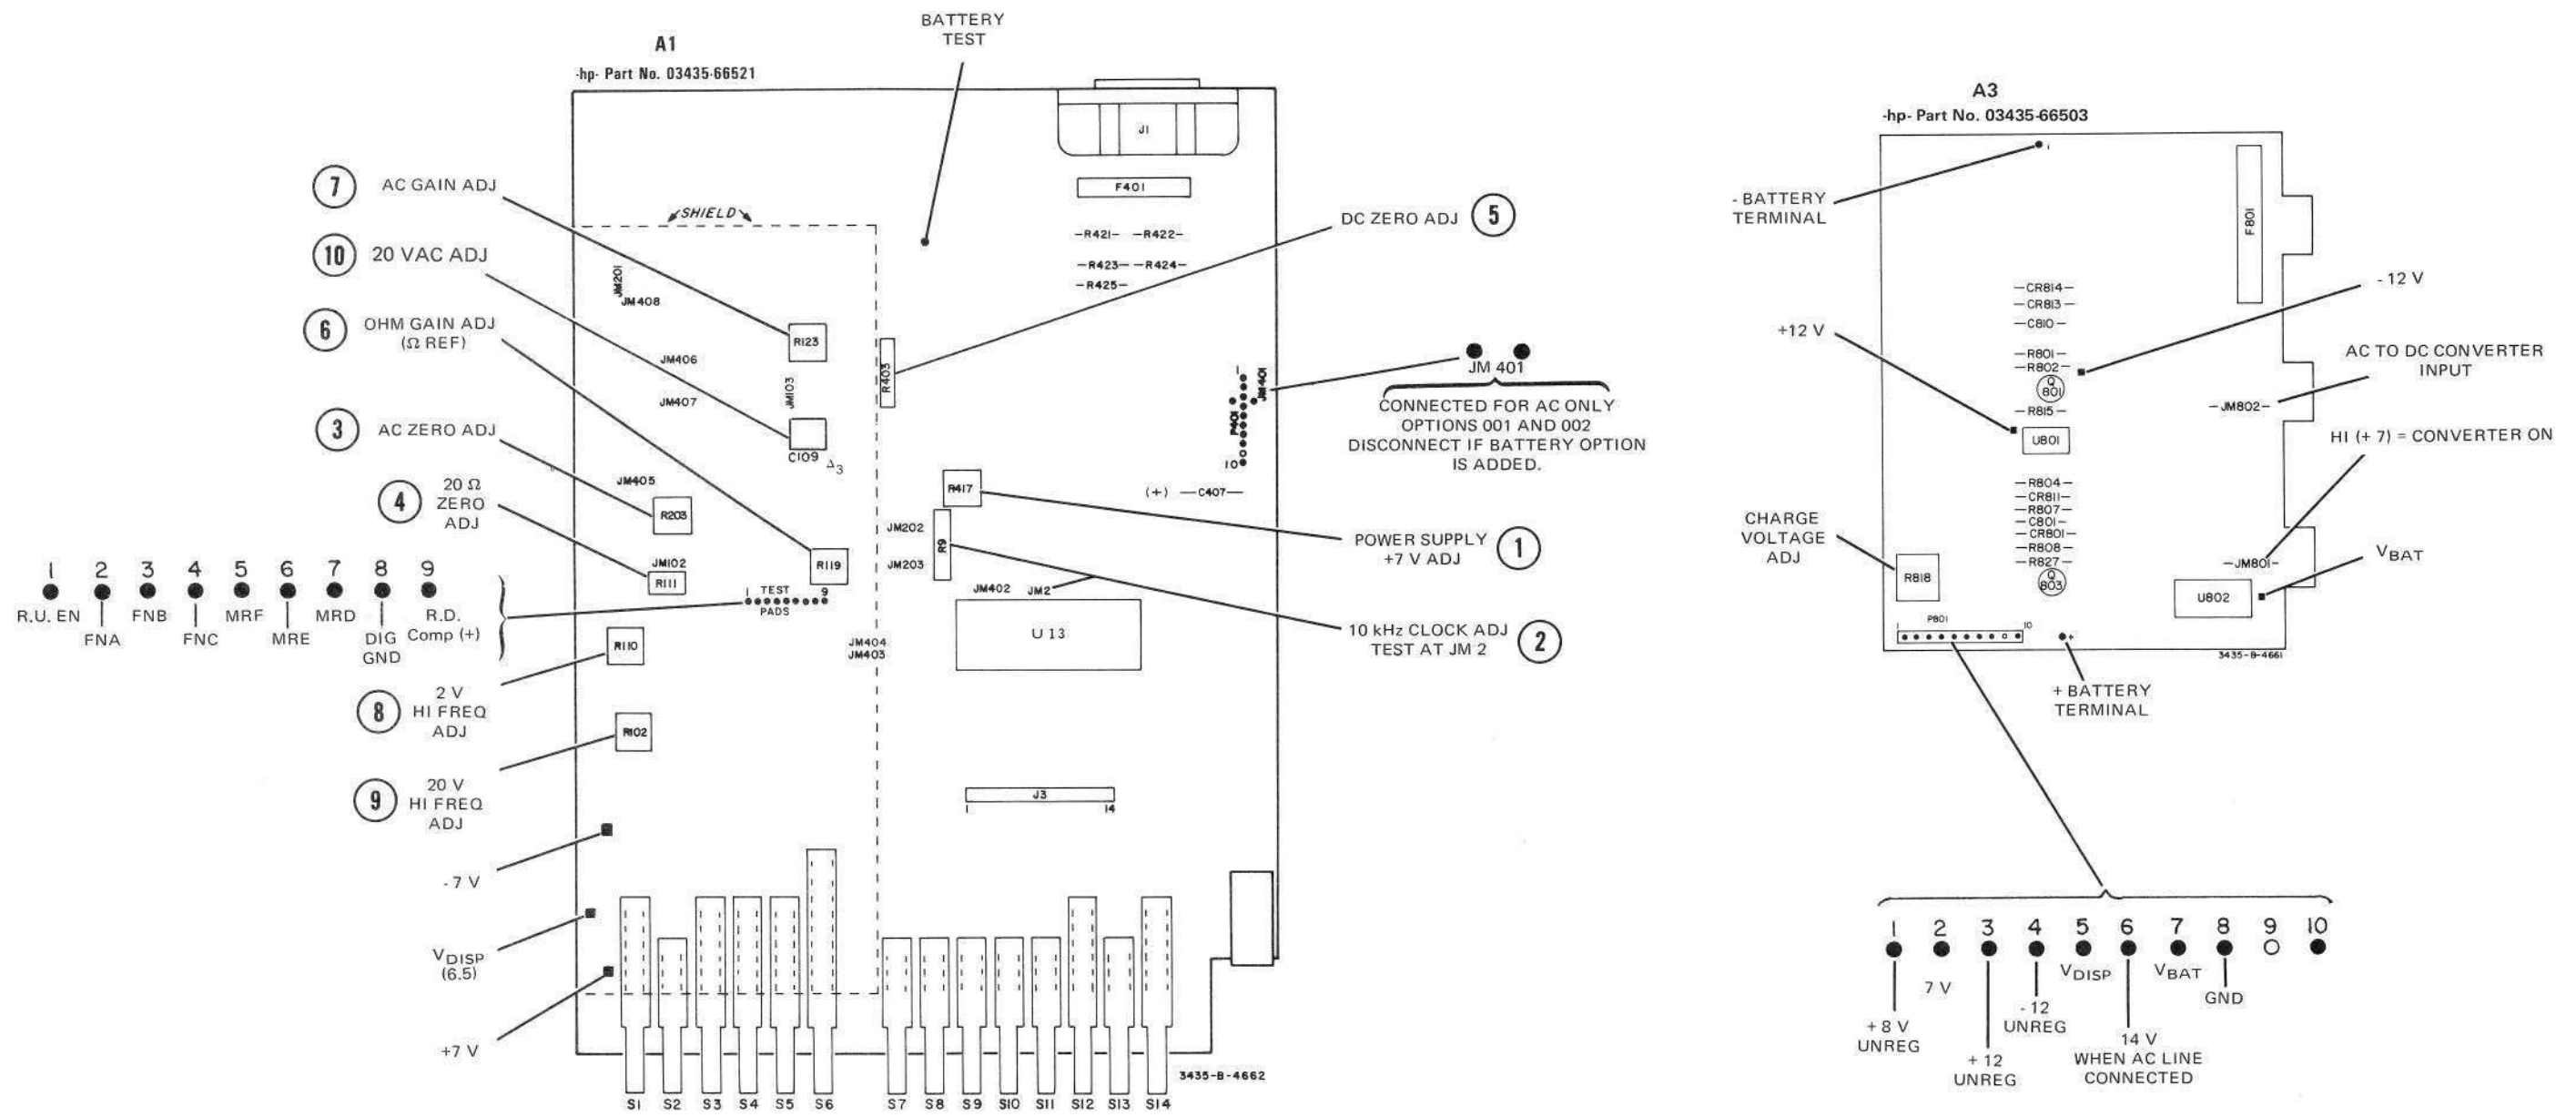 A1
-hp- Part No. 03435-66521
BATTERY
TEST
J1
F401
SHIELD
-R421- -R422-
-R423- -R424-
-R425-
7 AC GAIN ADJ
10 20 VAC ADJ
6 OHM GAIN ADJ
(Ω REF)
3 AC ZERO ADJ
4 20 Ω
ZERO
ADJ
JM201
JM408
R123
JM406
JM103
JM407
C109
Δ3
JM405
R203
JM102
R111
R119
R403
DC ZERO ADJ 5
JM 401
CONNECTED FOR AC ONLY
OPTIONS 001 AND 002
DISCONNECT IF BATTERY OPTION
IS ADDED.
1
JM401
P401
10
(+) -C407-
R417
JM202
R9
JM203
POWER SUPPLY 1
+7 V ADJ
JM402 JM2
U 13
10 kHz CLOCK ADJ 2
TEST AT JM 2
1 TEST 9
PADS
JM404
JM403
1 2 3 4 5 6 7 8 9
R.U. EN FNA FNB FNC MRF MRE MRD DIG
GND
R.D.
Comp (+)
R110
8 2 V
HI FREQ
ADJ
R102
9 20 V
HI FREQ
ADJ
J3
1 14
- 7 V
VDISP
(6.5)
+7 V
3435-B-4662
S1 S2 S3 S4 S5 S6 S7 S8 S9 S10 S11 S12 S13 S14
A3
-hp- Part No. 03435-66503
- BATTERY
TERMINAL
F801
-CR814-
-CR813-
-C810-
-R801-
-R802-
Q
801
-R815-
U801
- 12 V
+12 V
AC TO DC CONVERTER
INPUT
-JM802-
HI (+ 7) = CONVERTER ON
-R804-
-CR811-
-R807-
-C801-
-CR801-
-R808-
-R827-
Q
803
CHARGE
VOLTAGE
ADJ
R818
-JM801-
VBAT
U802
P801
1 10
+
3435-B-4661
+ BATTERY
TERMINAL
1 2 3 4 5 6 7 8 9 10
+ 8 V
UNREG
7 V
+ 12
UNREG
- 12
UNREG
VDISP
14 V
WHEN AC LINE
CONNECTED
VBAT
GND